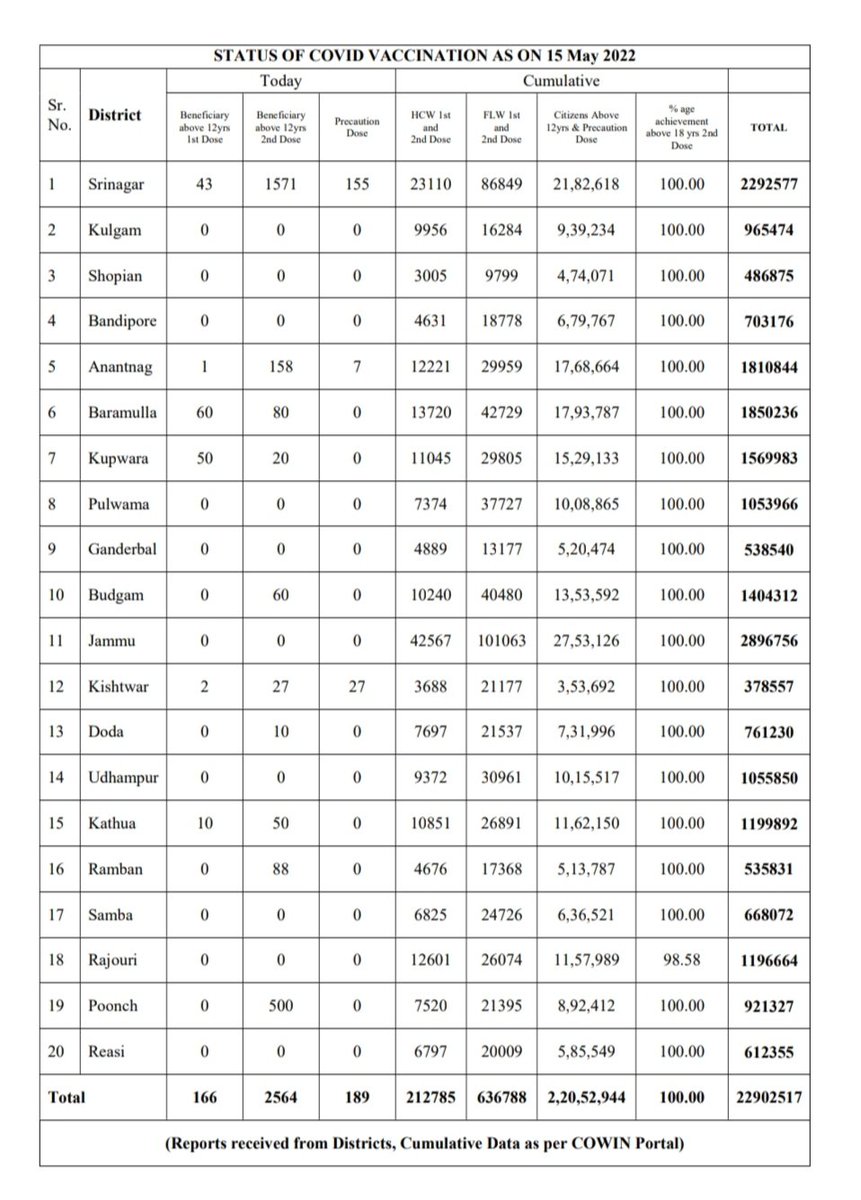 STATUS OF COVID VACCINATION AS ON 15 May 2022
Today Cumulative
Sr. No. District Beneficiary above 12yrs 1st Dose Beneficiary above 12yrs 2nd Dose Precaution Dose HCW 1st and 2nd Dose FLW 1st and 2nd Dose Citizens Above 12yrs & Precaution Dose % age achievement above 18 yrs 2nd Dose TOTAL
1 Srinagar 43 1571 155 23110 86849 21,82,618 100.00 2292577
2 Kulgam 0 0 0 9956 16284 9,39,234 100.00 965474
3 Shopian 0 0 0 3005 9799 4,74,071 100.00 486875
4 Bandipore 0 0 0 4631 18778 6,79,767 100.00 703176
5 Anantnag 1 158 7 12221 29959 17,68,664 100.00 1810844
6 Baramulla 60 80 0 13720 42729 17,93,787 100.00 1850236
7 Kupwara 50 20 0 11045 29805 15,29,133 100.00 1569983
8 Pulwama 0 0 0 7374 37727 10,08,865 100.00 1053966
9 Ganderbal 0 0 0 4889 13177 5,20,474 100.00 538540
10 Budgam 0 60 0 10240 40480 13,53,592 100.00 1404312
11 Jammu 0 0 0 42567 101063 27,53,126 100.00 2896756
12 Kishtwar 2 27 27 3688 21177 3,53,692 100.00 378557
13 Doda 0 10 0 7697 21537 7,31,996 100.00 761230
14 Udhampur 0 0 0 9372 30961 10,15,517 100.00 1055850
15 Kathua 10 50 0 10851 26891 11,62,150 100.00 1199892
16 Ramban 0 88 0 4676 17368 5,13,787 100.00 535831
17 Samba 0 0 0 6825 24726 6,36,521 100.00 668072
18 Rajouri 0 0 0 12601 26074 11,57,989 98.58 1196664
19 Poonch 0 500 0 7520 21395 8,92,412 100.00 921327
20 Reasi 0 0 0 6797 20009 5,85,549 100.00 612355
Total 166 2564 189 212785 636788 2,20,52,944 100.00 22902517
(Reports received from Districts, Cumulative Data as per COWIN Portal)